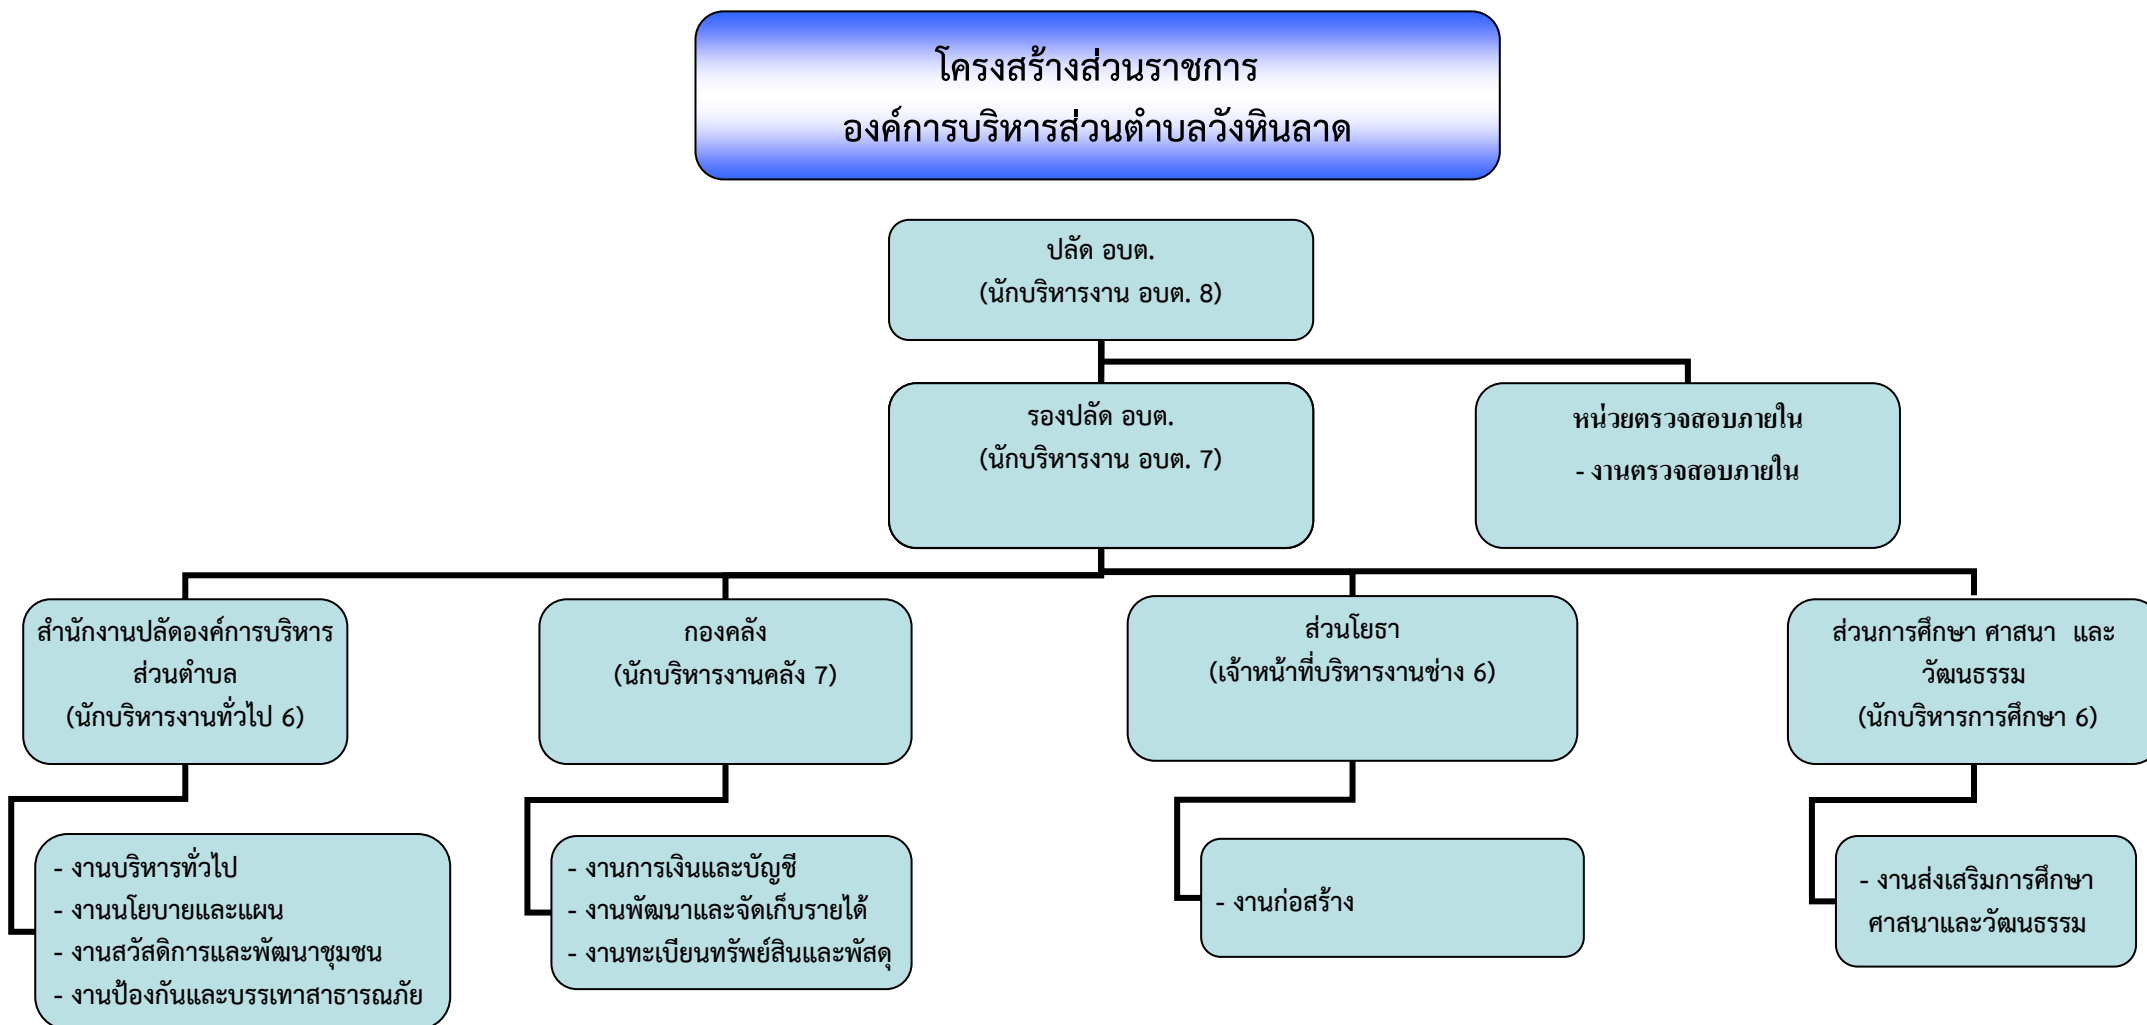 โครงสร้างส่วนราชการ
องค์การบริหารส่วนตำบลวังหินลาด
ปลัด อบต.
(นักบริหารงาน อบต. 8)
รองปลัด อบต.
(นักบริหารงาน อบต. 7)
หน่วยตรวจสอบภายใน
- งานตรวจสอบภายใน
สำนักงานปลัดองค์การบริหาร
ส่วนตำบล
(นักบริหารงานทั่วไป 6)
กองคลัง
(นักบริหารงานคลัง 7)
ส่วนโยธา
(เจ้าหน้าที่บริหารงานช่าง 6)
ส่วนการศึกษา ศาสนา และ
วัฒนธรรม
(นักบริหารการศึกษา 6)
- งานบริหารทั่วไป
- งานนโยบายและแผน
- งานสวัสดิการและพัฒนาชุมชน
- งานป้องกันและบรรเทาสาธารณภัย
- งานการเงินและบัญชี
- งานพัฒนาและจัดเก็บรายได้
- งานทะเบียนทรัพย์สินและพัสดุ
- งานก่อสร้าง
- งานส่งเสริมการศึกษา
ศาสนาและวัฒนธรรม